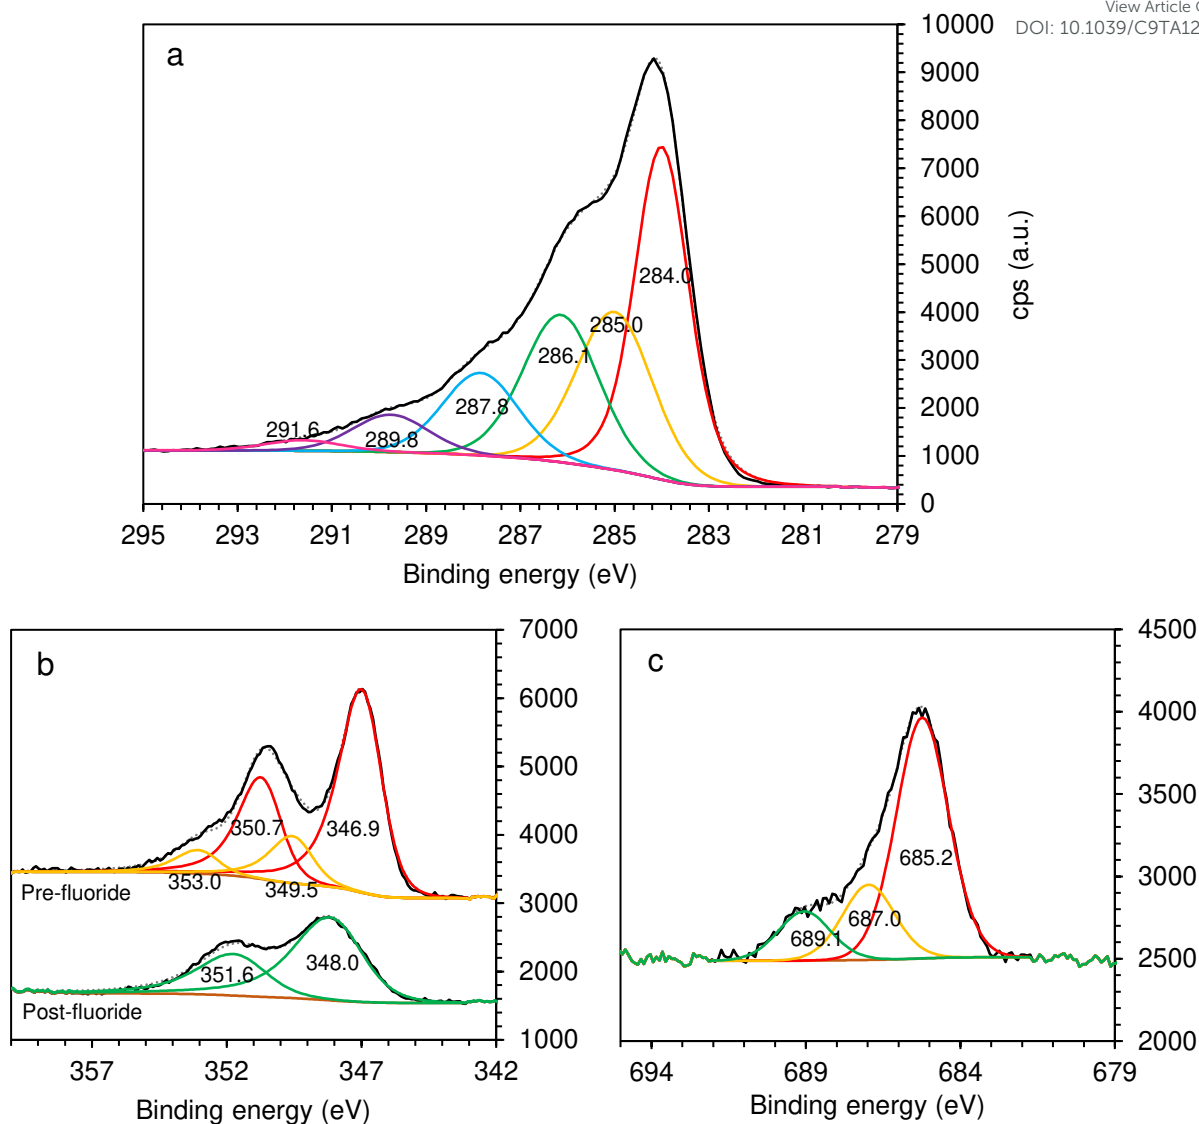 View Article O
DOI: 10.1039/C9TA12
a
10000
9000
8000
7000
6000
5000
4000
3000
2000
1000
0
cps (a.u.)
284.0
285.0
286.1
287.8
289.8
291.6
295 293 291 289 287 285 283 281 279
Binding energy (eV)
b
7000
6000
5000
4000
3000
2000
1000
353.0
350.7
349.5
346.9
Pre-fluoride
351.6
348.0
Post-fluoride
357 352 347 342
Binding energy (eV)
c
4500
4000
3500
3000
2500
2000
689.1
687.0
685.2
694 689 684 679
Binding energy (eV)